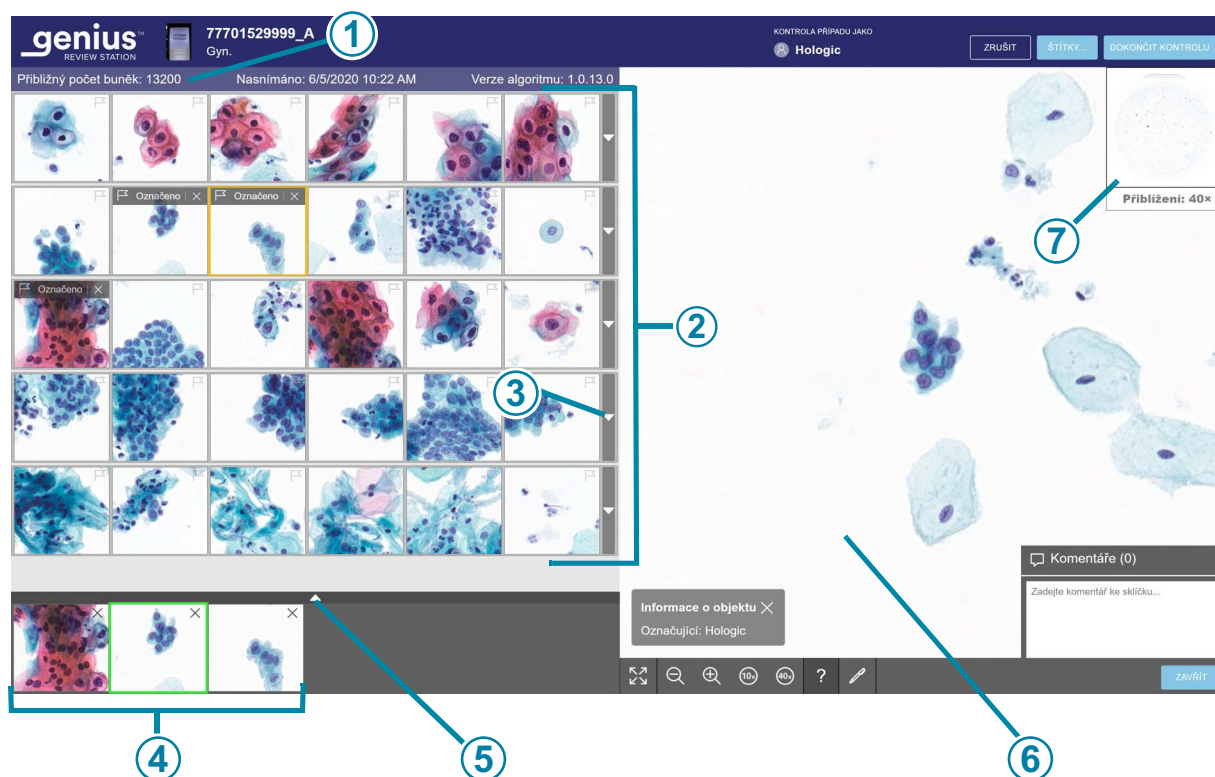 genius™
REVIEW STATION
77701529999_A
Gyn.
KONTROLA PŘÍPADU JAKO
Hologic
ZRUŠIT
ŠTÍTKY...
DOKONČIT KONTROLU
Přibližný počet buněk: 13200
Nasnímáno: 6/5/2020 10:22 AM
Verze algoritmu: 1.0.13.0
1
Označeno
Označeno
Označeno
2
3
Přiblížení: 40×
7
Komentáře (0)
Zadejte komentář ke sklíčku...
Informace o objektu
Označující: Hologic
10x
40x
?
ZAVŘÍT
4
5
6